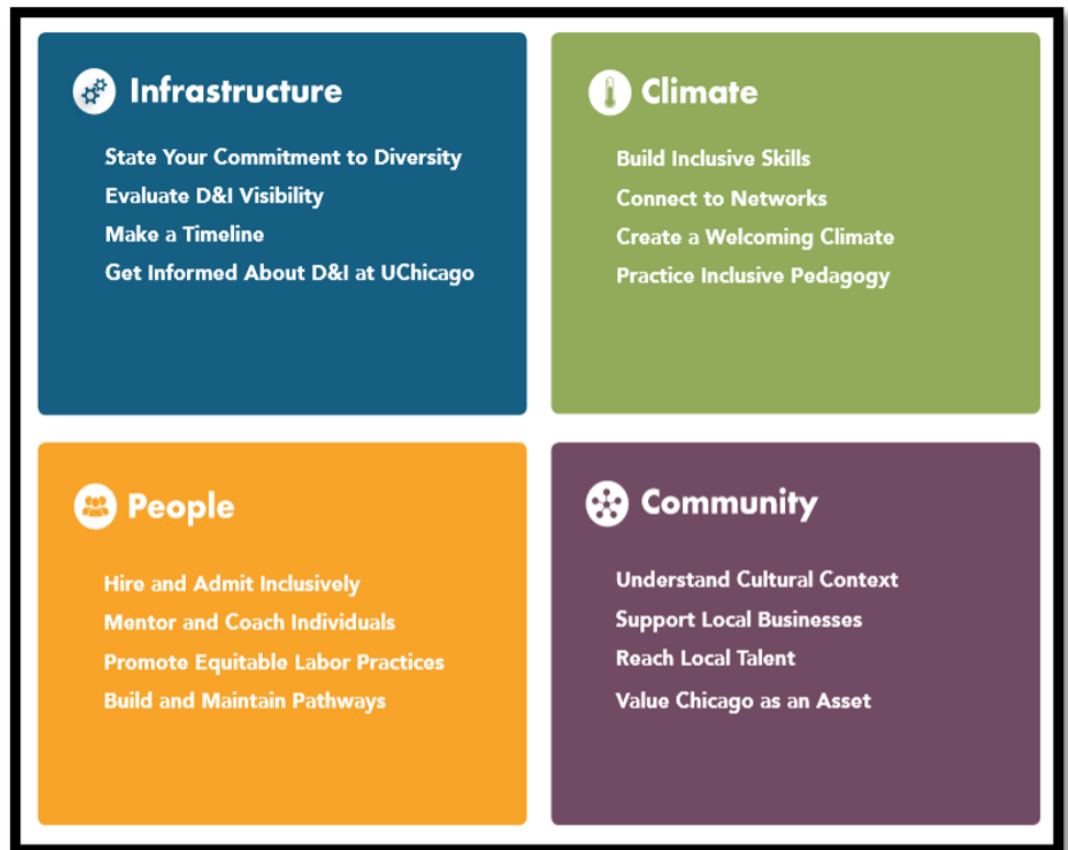 Infrastructure
State Your Commitment to Diversity
Evaluate D&I Visibility
Make a Timeline
Get Informed About D&I at UChicago
Climate
Build Inclusive Skills
Connect to Networks
Create a Welcoming Climate
Practice Inclusive Pedagogy
People
Hire and Admit Inclusively
Mentor and Coach Individuals
Promote Equitable Labor Practices
Build and Maintain Pathways
Community
Understand Cultural Context
Support Local Businesses
Reach Local Talent
Value Chicago as an Asset